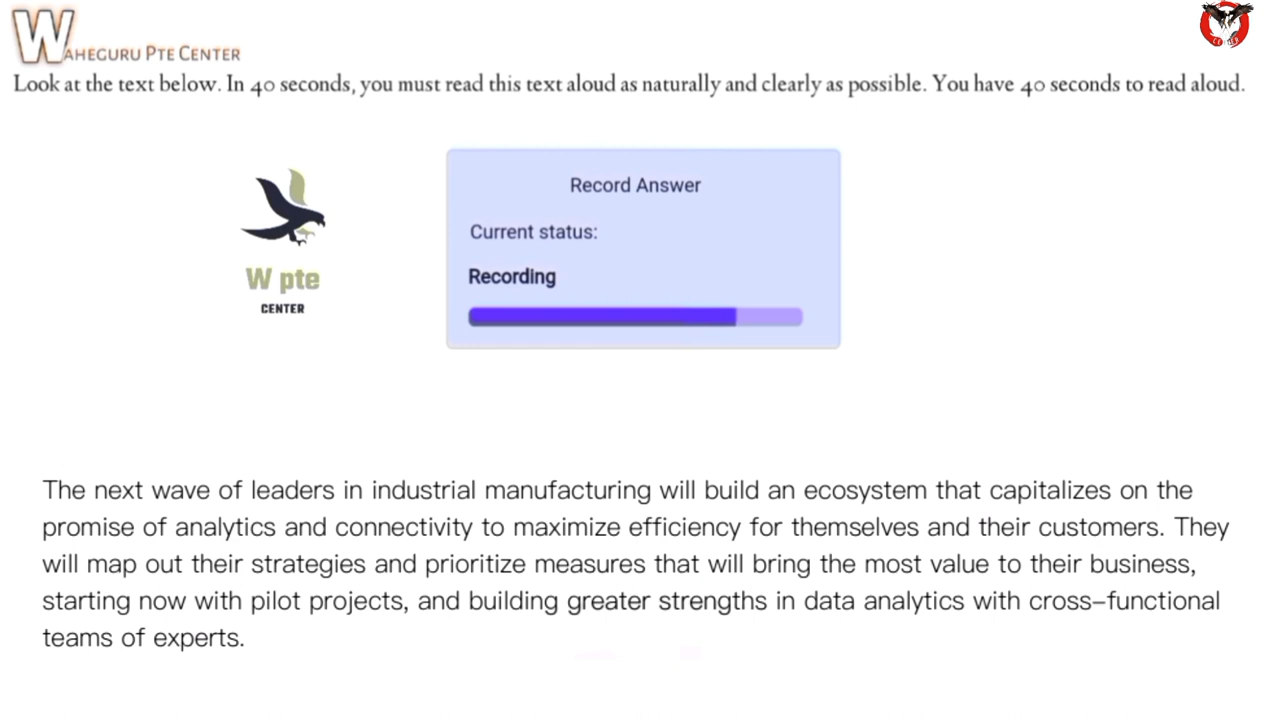 WAHEGURU PTE CENTER
Look at the text below. In 40 seconds, you must read this text aloud as naturally and clearly as possible. You have 40 seconds to read aloud.
Record Answer
Current status:
Recording
W pte
CENTER
The next wave of leaders in industrial manufacturing will build an ecosystem that capitalizes on the
promise of analytics and connectivity to maximize efficiency for themselves and their customers. They
will map out their strategies and prioritize measures that will bring the most value to their business,
starting now with pilot projects, and building greater strengths in data analytics with cross–functional
teams of experts.